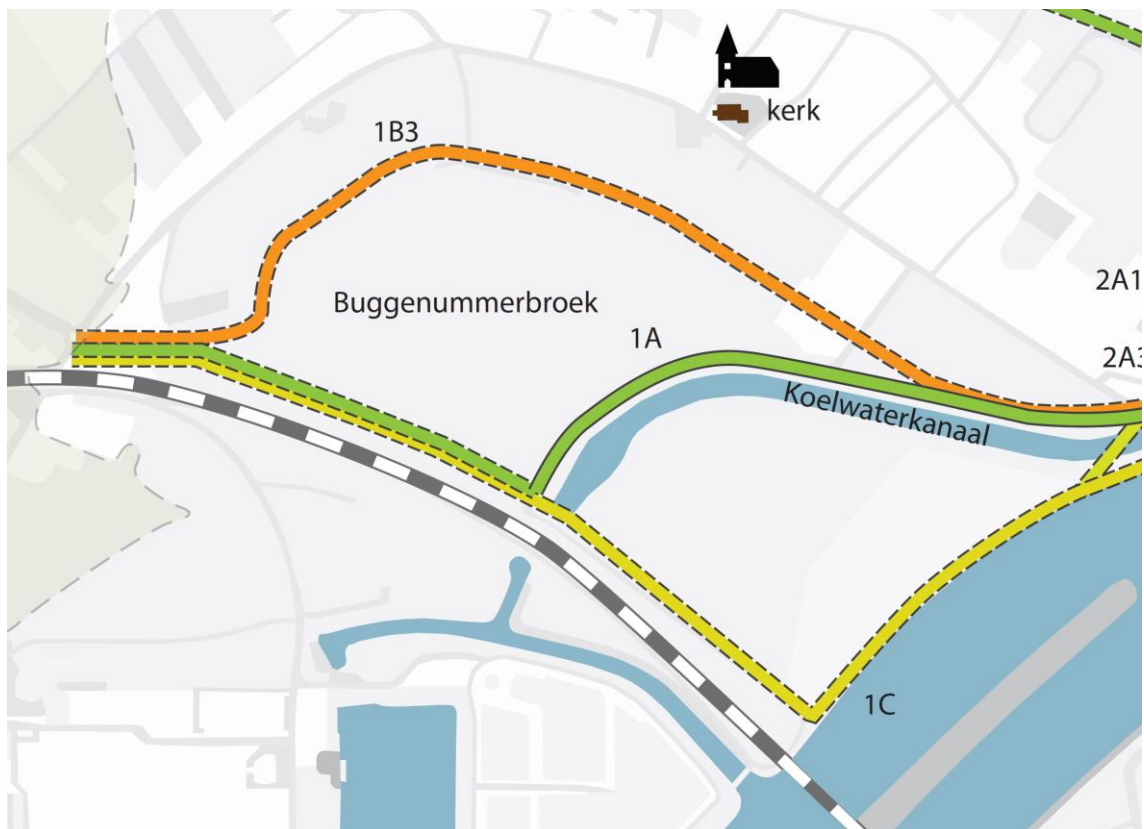 kerk
1B3
2A1
Buggenummerbroek
1A
2A3
Koelwaterkanaal
1C